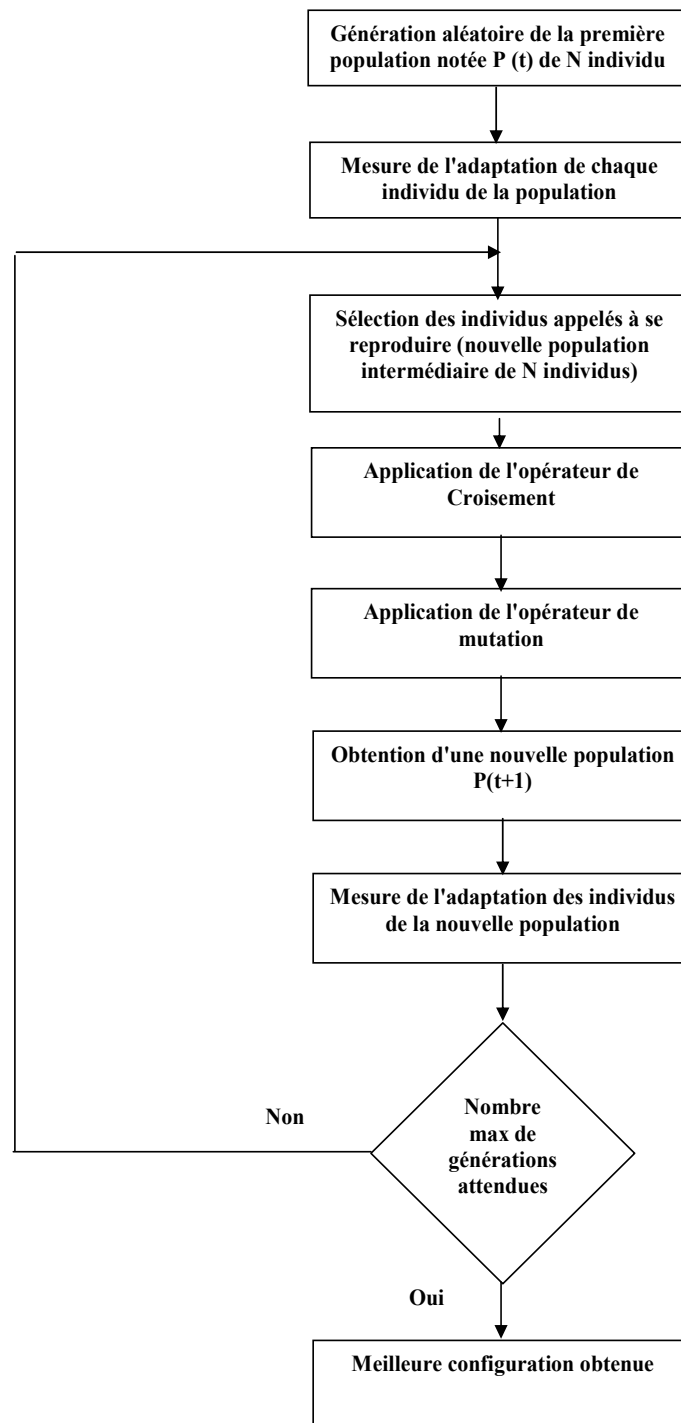 Génération aléatoire de la première
population notée P (t) de N individu
Mesure de l'adaptation de chaque
individu de la population
Sélection des individus appelés à se
reproduire (nouvelle population
intermédiaire de N individus)
Application de l'opérateur de
Croisement
Application de l'opérateur de
mutation
Obtention d'une nouvelle population
P(t+1)
Mesure de l'adaptation des individus
de la nouvelle population
Non
Nombre
max de
générations
attendues
Oui
Meilleure configuration obtenue